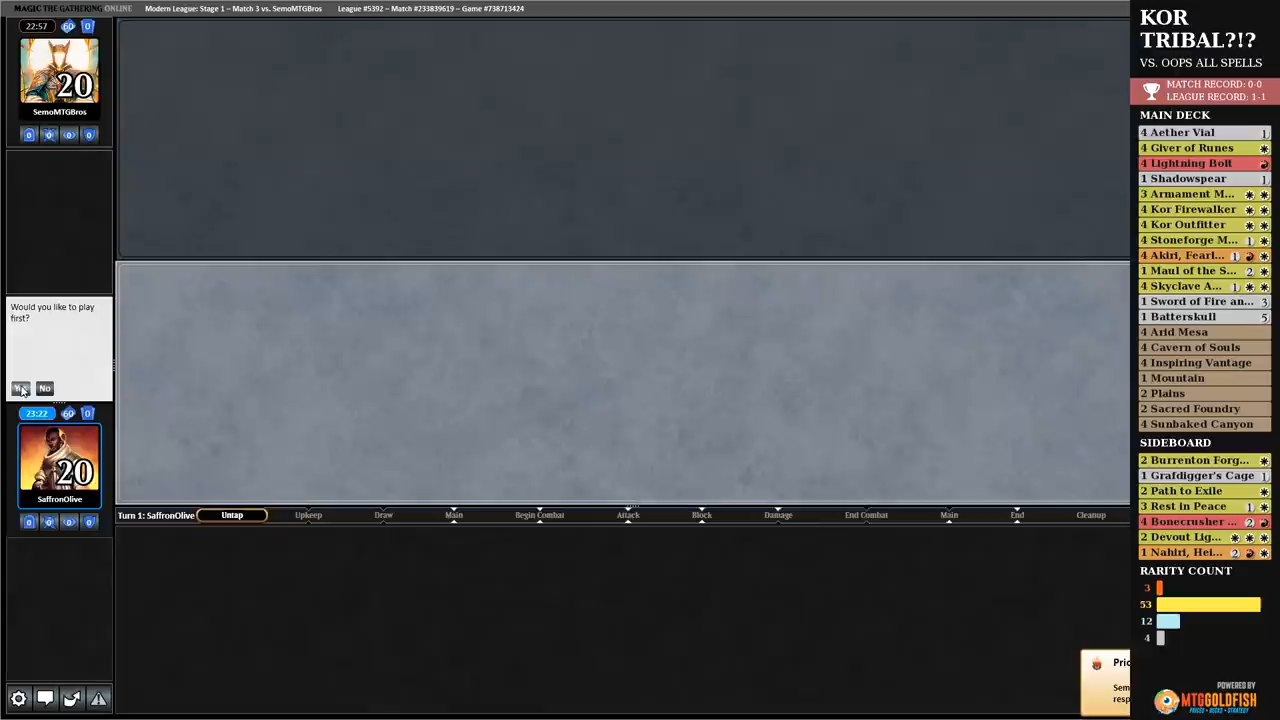 MAGIC THE GATHERING ONLINE
Modern League: Stage 1 – Match 3 vs. SemoMTGBros
League #5392 – Match #233839619 – Game #738713424
22:57
60
0
20
SemoMTGBros
0 0 0 0
Would you like to play
first?
Yes No
23:22
60
0
20
SaffronOlive
0 0 0 0
Turn 1: SaffronOlive
Untap
Upkeep
Draw
Main
Begin Combat
Attack
Block
Damage
End Combat
Main
End
Cleanup
Sem
resp
KOR
TRIBAL?!?
VS. OOPS ALL SPELLS
MATCH RECORD: 0-0
LEAGUE RECORD: 1-1
MAIN DECK
4 Aether Vial 1
4 Giver of Runes
4 Lightning Bolt
1 Shadowspear 1
3 Armament M...
4 Kor Firewalker
4 Kor Outfitter
4 Stoneforge M... 1
4 Akiri, Fearl... 1
1 Maul of the S... 2
4 Skyclave A... 1
1 Sword of Fire an... 3
1 Batterskull 5
4 Arid Mesa
4 Cavern of Souls
4 Inspiring Vantage
1 Mountain
2 Plains
2 Sacred Foundry
4 Sunbaked Canyon
SIDEBOARD
2 Burrenton Forg...
1 Grafdigger's Cage 1
2 Path to Exile
3 Rest in Peace 1
4 Bonecrusher ... 2
2 Devout Lig...
1 Nahiri, Hei... 2
RARITY COUNT
3
53
12
4
POWERED BY
MTGGOLDFISH
PRICES • DECKS • STRATEGY